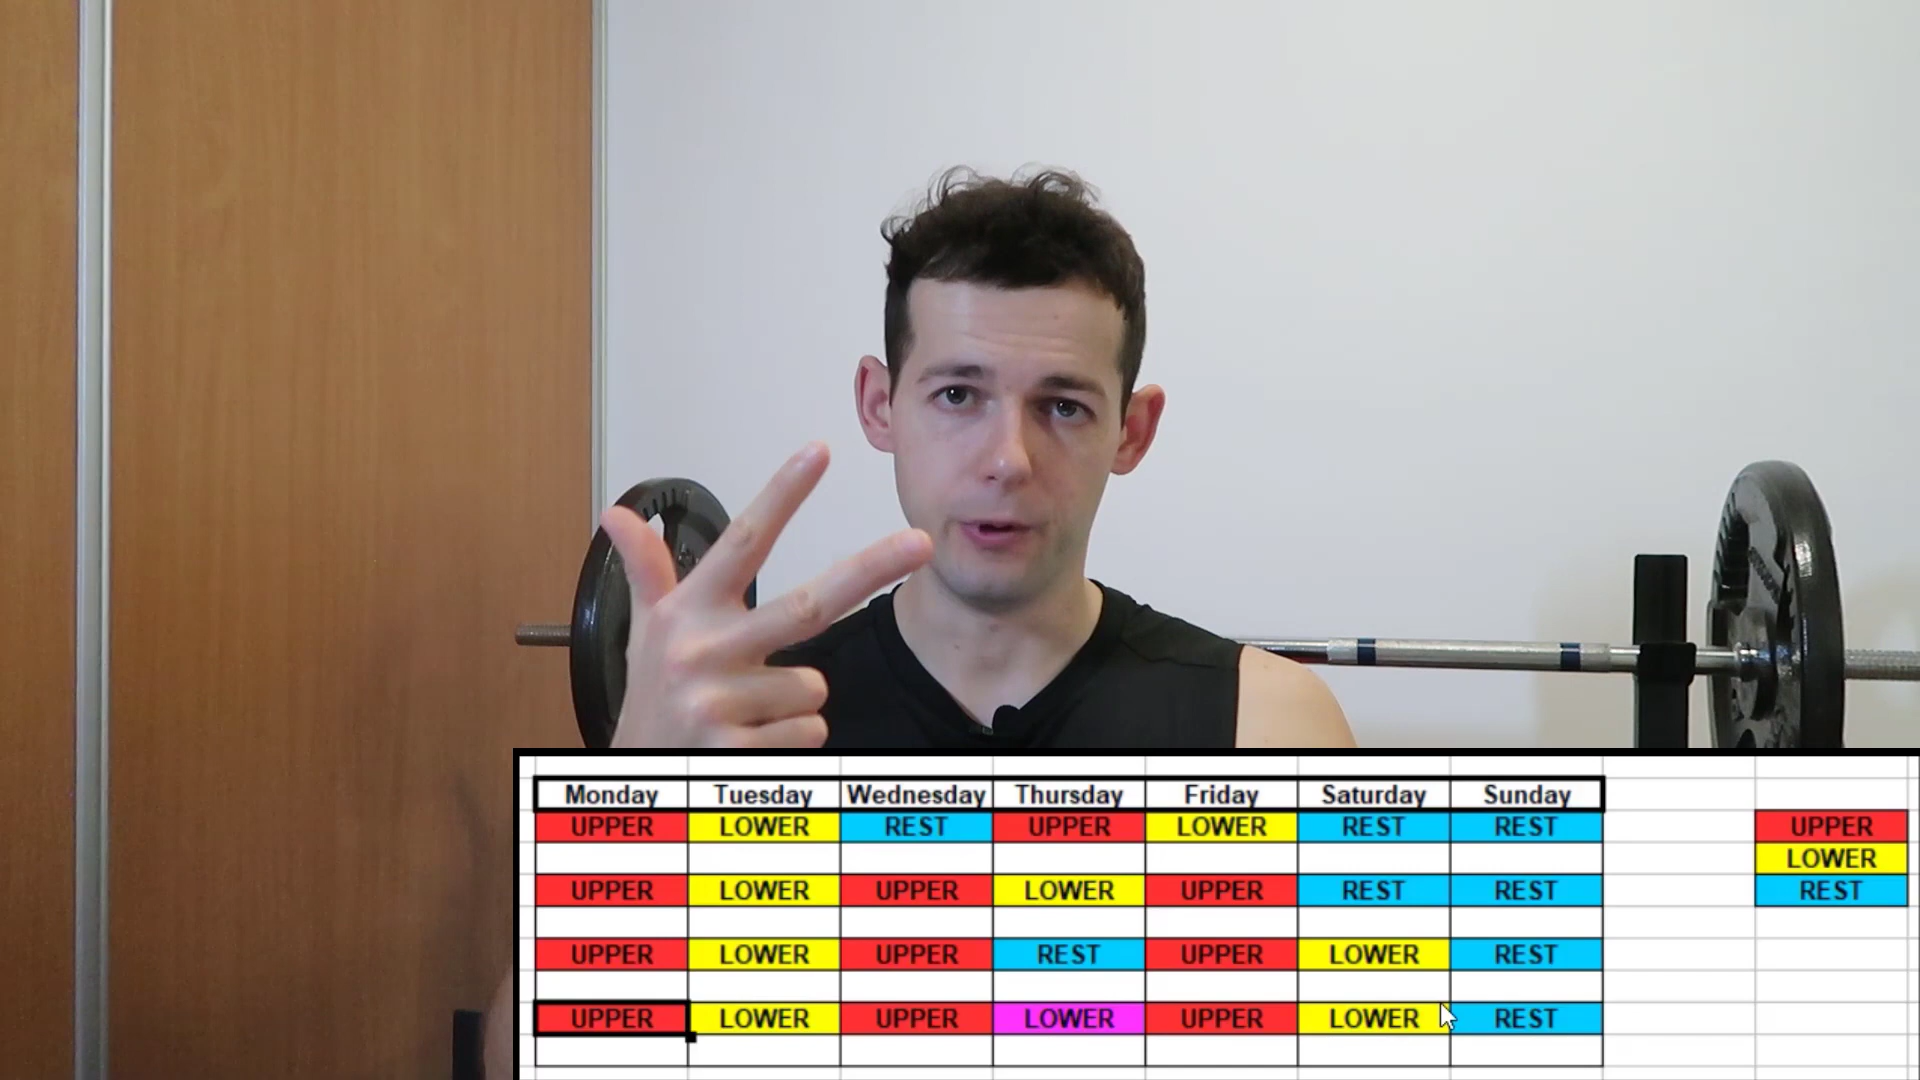 Monday Tuesday Wednesday Thursday Friday Saturday Sunday
UPPER LOWER REST UPPER LOWER REST REST UPPER
LOWER
UPPER LOWER UPPER LOWER UPPER REST REST REST
UPPER LOWER UPPER REST UPPER LOWER REST
UPPER LOWER UPPER LOWER UPPER LOWER REST